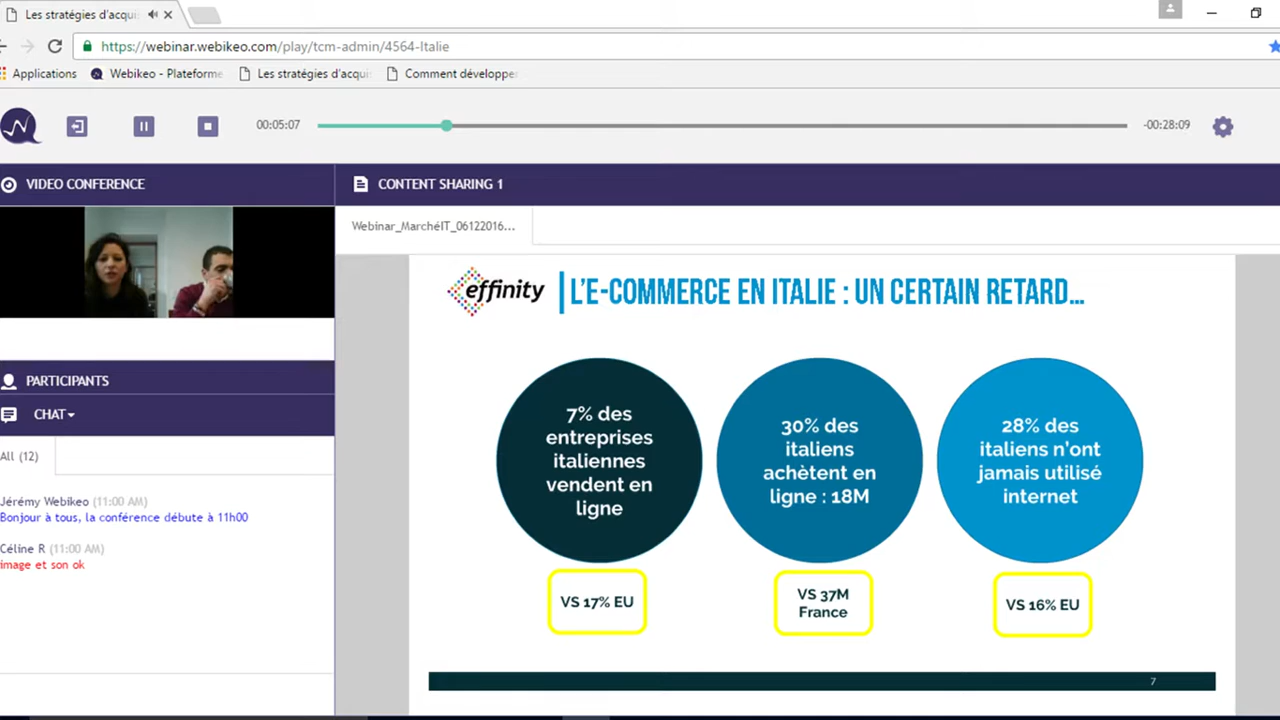 Les stratégies d'acquis
https://webinar.webikeo.com/play/tcm-admin/4564-Italie
Applications
Webikeo - Plateforme
Les stratégies d'acquis
Comment développer
00:05:07
-00:28:09
VIDEO CONFERENCE
CONTENT SHARING 1
Webinar_MarchéIT_06122016...
effinity
L'E-COMMERCE EN ITALIE : UN CERTAIN RETARD...
7% des
entreprises
italiennes
vendent en
ligne
30% des
italiens
achètent en
ligne : 18M
28% des
italiens n'ont
jamais utilisé
internet
VS 17% EU
VS 37M
France
VS 16% EU
7
PARTICIPANTS
CHAT
All (12)
Jérémy Webikeo (11:00 AM)
Bonjour à tous, la conférence débute à 11h00
Céline R (11:00 AM)
image et son ok